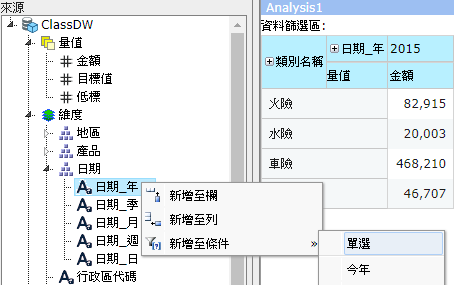 來源
ClassDW
量值
金額
目標值
低標
維度
地區
產品
日期
日期_年
日期_季
日期_月
日期_週
日期_日
行政區代碼
新增至欄
新增至列
新增至條件 »
單選
今年
Analysis1
資料篩選區:
類別名稱 日期_年 2015
量值 金額
火險 82,915
水險 20,003
車險 468,210
46,707